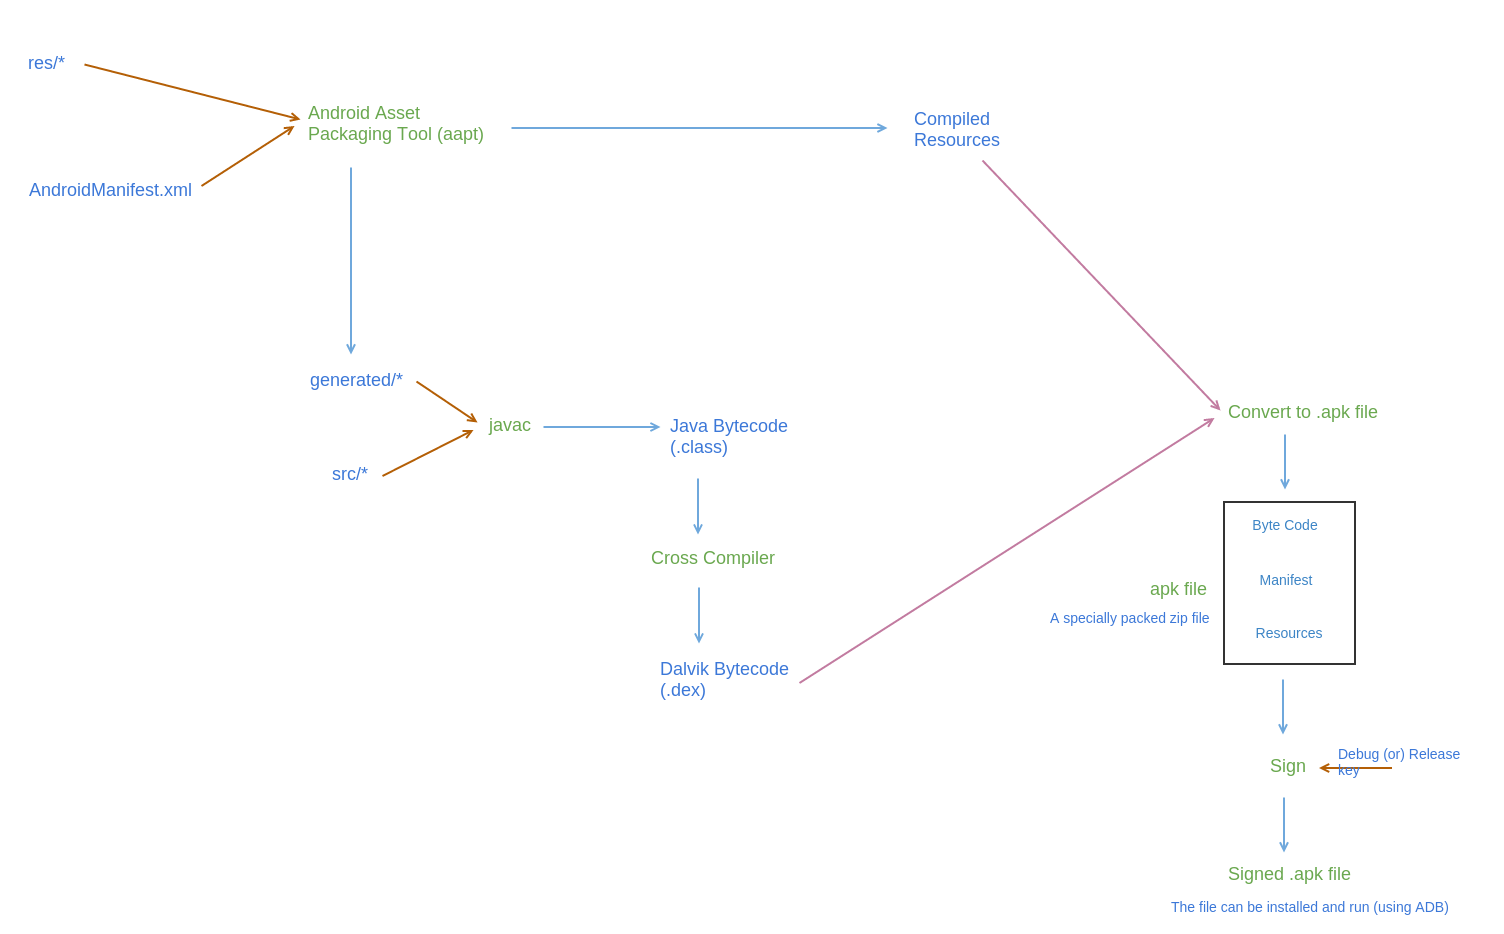 res/*
Android Asset
Packaging Tool (aapt)
Compiled
Resources
AndroidManifest.xml
generated/*
javac
src/*
Java Bytecode
(.class)
Cross Compiler
Dalvik Bytecode
(.dex)
Convert to .apk file
Byte Code
Manifest
Resources
apk file
A specially packed zip file
Debug (or) Release
key
Sign
Signed .apk file
The file can be installed and run (using ADB)